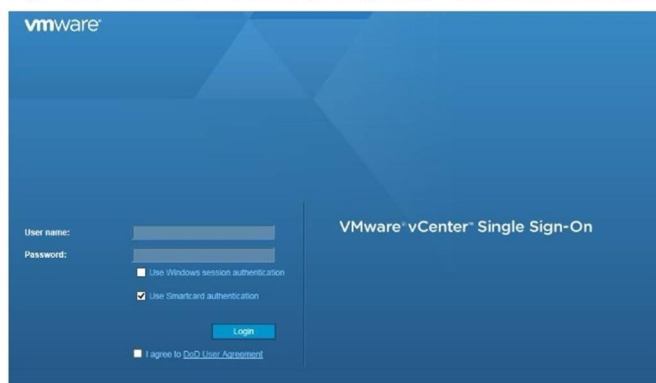 vmware®
User name:
Password:
Use Windows session authentication
Use Smartcard authentication
Login
I agree to DoD User Agreement
VMware® vCenter™ Single Sign-On